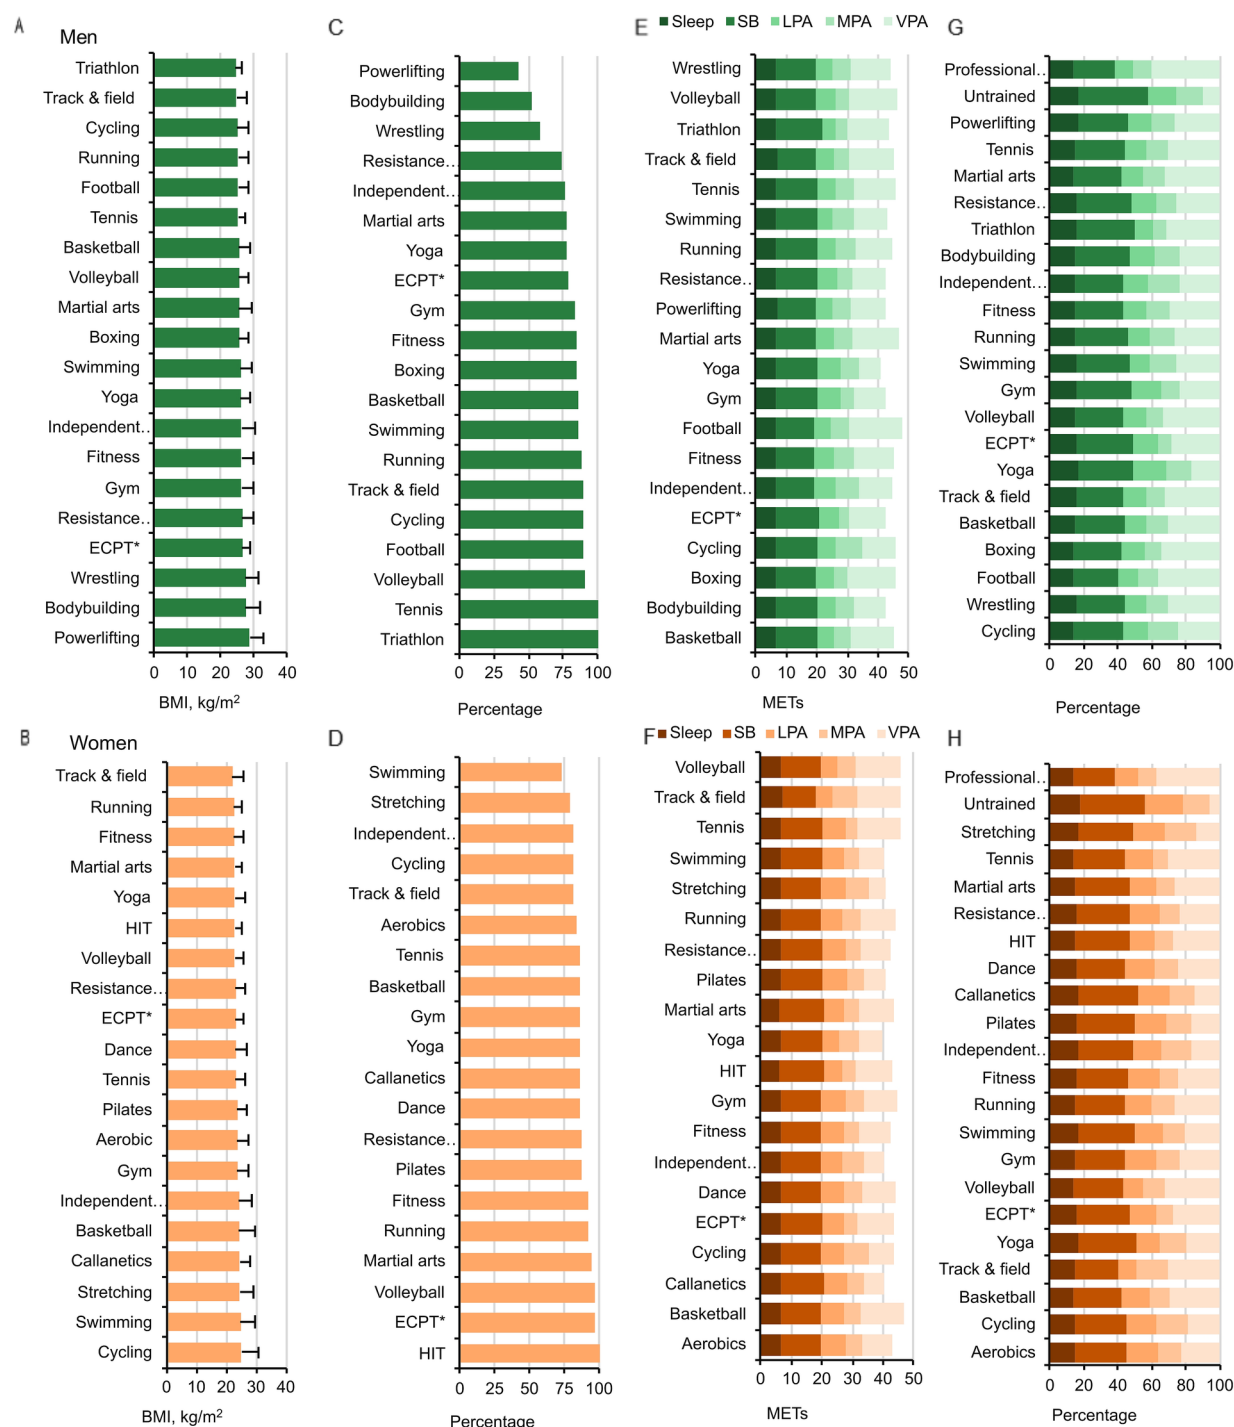 A
Men
Triathlon
Track & field
Cycling
Running
Football
Tennis
Basketball
Volleyball
Martial arts
Boxing
Swimming
Yoga
Independent..
Fitness
Gym
Resistance..
ECPT*
Wrestling
Bodybuilding
Powerlifting
0 10 20 30 40
BMI, kg/m²
C
Powerlifting
Bodybuilding
Wrestling
Resistance..
Independent..
Martial arts
Yoga
ECPT*
Gym
Fitness
Boxing
Basketball
Swimming
Running
Track & field
Cycling
Football
Volleyball
Tennis
Triathlon
0 25 50 75 100
Percentage
E
Sleep SB LPA MPA VPA
Wrestling
Volleyball
Triathlon
Track & field
Tennis
Swimming
Running
Resistance..
Powerlifting
Martial arts
Yoga
Gym
Football
Fitness
Independent..
ECPT*
Cycling
Boxing
Bodybuilding
Basketball
0 10 20 30 40 50
METs
G
Professional..
Untrained
Powerlifting
Tennis
Martial arts
Resistance..
Triathlon
Bodybuilding
Independent...
Fitness
Running
Swimming
Gym
Volleyball
ECPT*
Yoga
Track & field
Basketball
Boxing
Football
Wrestling
Cycling
0 20 40 60 80 100
Percentage
B
Women
Track & field
Running
Fitness
Martial arts
Yoga
HIT
Volleyball
Resistance...
ECPT*
Dance
Tennis
Pilates
Aerobic
Gym
Independent...
Basketball
Callanetics
Stretching
Swimming
Cycling
0 10 20 30 40
BMI, kg/m²
D
Swimming
Stretching
Independent..
Cycling
Track & field
Aerobics
Tennis
Basketball
Gym
Yoga
Callanetics
Dance
Resistance..
Pilates
Fitness
Running
Martial arts
Volleyball
ECPT*
HIT
0 25 50 75 100
Percentage
F
Sleep SB LPA MPA VPA
Volleyball
Track & field
Tennis
Swimming
Stretching
Running
Resistance..
Pilates
Martial arts
Yoga
HIT
Gym
Fitness
Independent..
Dance
ECPT*
Cycling
Callanetics
Basketball
Aerobics
0 10 20 30 40 50
METs
H
Professional..
Untrained
Stretching
Tennis
Martial arts
Resistance..
HIT
Dance
Callanetics
Pilates
Independent..
Fitness
Running
Swimming
Gym
Volleyball
ECPT*
Yoga
Track & field
Basketball
Cycling
Aerobics
0 20 40 60 80 100
Percentage